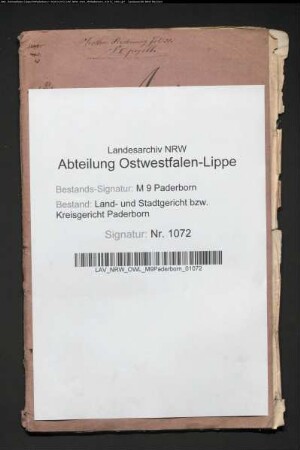 Landesarchiv NRW
Abteilung Ostwestfalen-Lippe
Bestands-Signatur: M 9 Paderborn
Bestand: Land- und Stadtgericht bzw.
Kreisgericht Paderborn
Signatur: Nr. 1072
LAV_NRW_OWL_M9Paderborn_01072